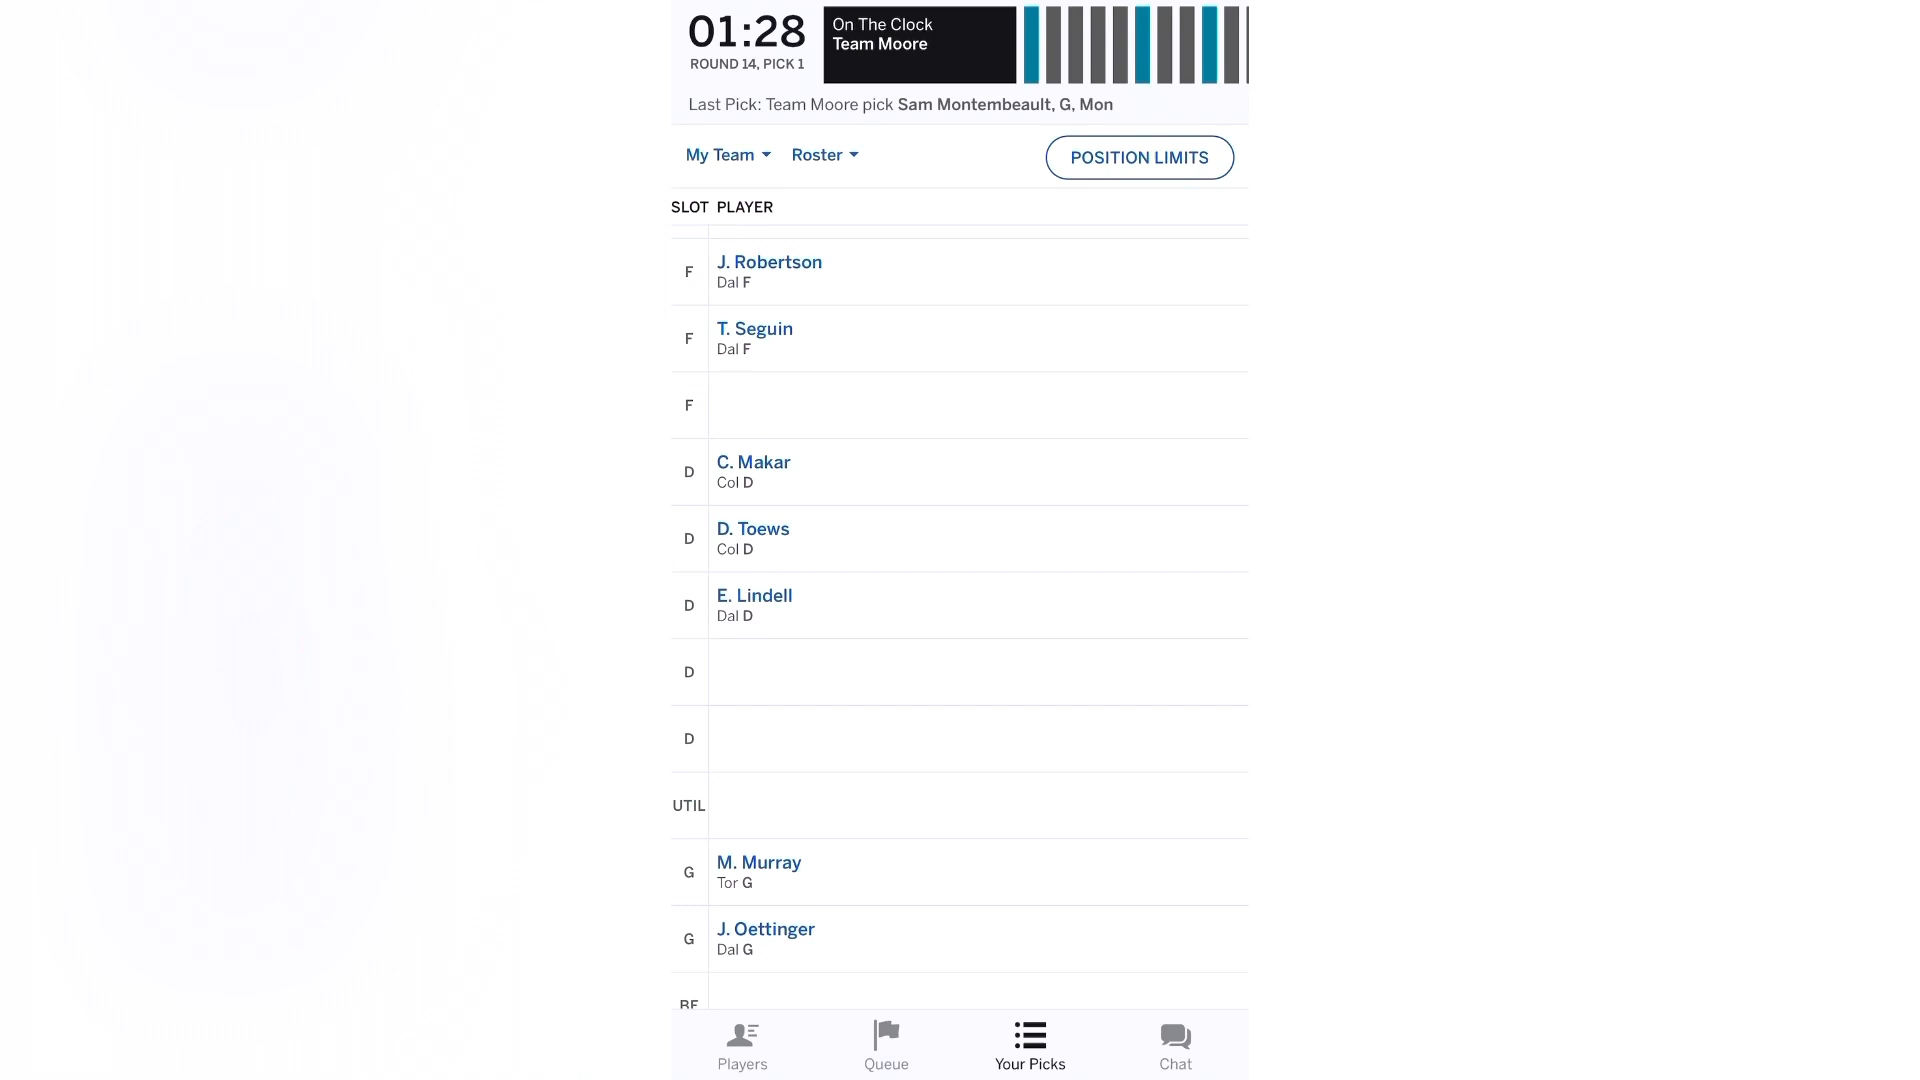 01:28
ROUND 14, PICK 1
On The Clock
Team Moore
Last Pick: Team Moore pick Sam Montembeault, G, Mon
My Team
Roster
POSITION LIMITS
SLOT PLAYER
F
J. Robertson
Dal F
F
T. Seguin
Dal F
F
D
C. Makar
Col D
D
D. Toews
Col D
D
E. Lindell
Dal D
D
D
UTIL
G
M. Murray
Tor G
G
J. Oettinger
Dal G
Players
Queue
Your Picks
Chat